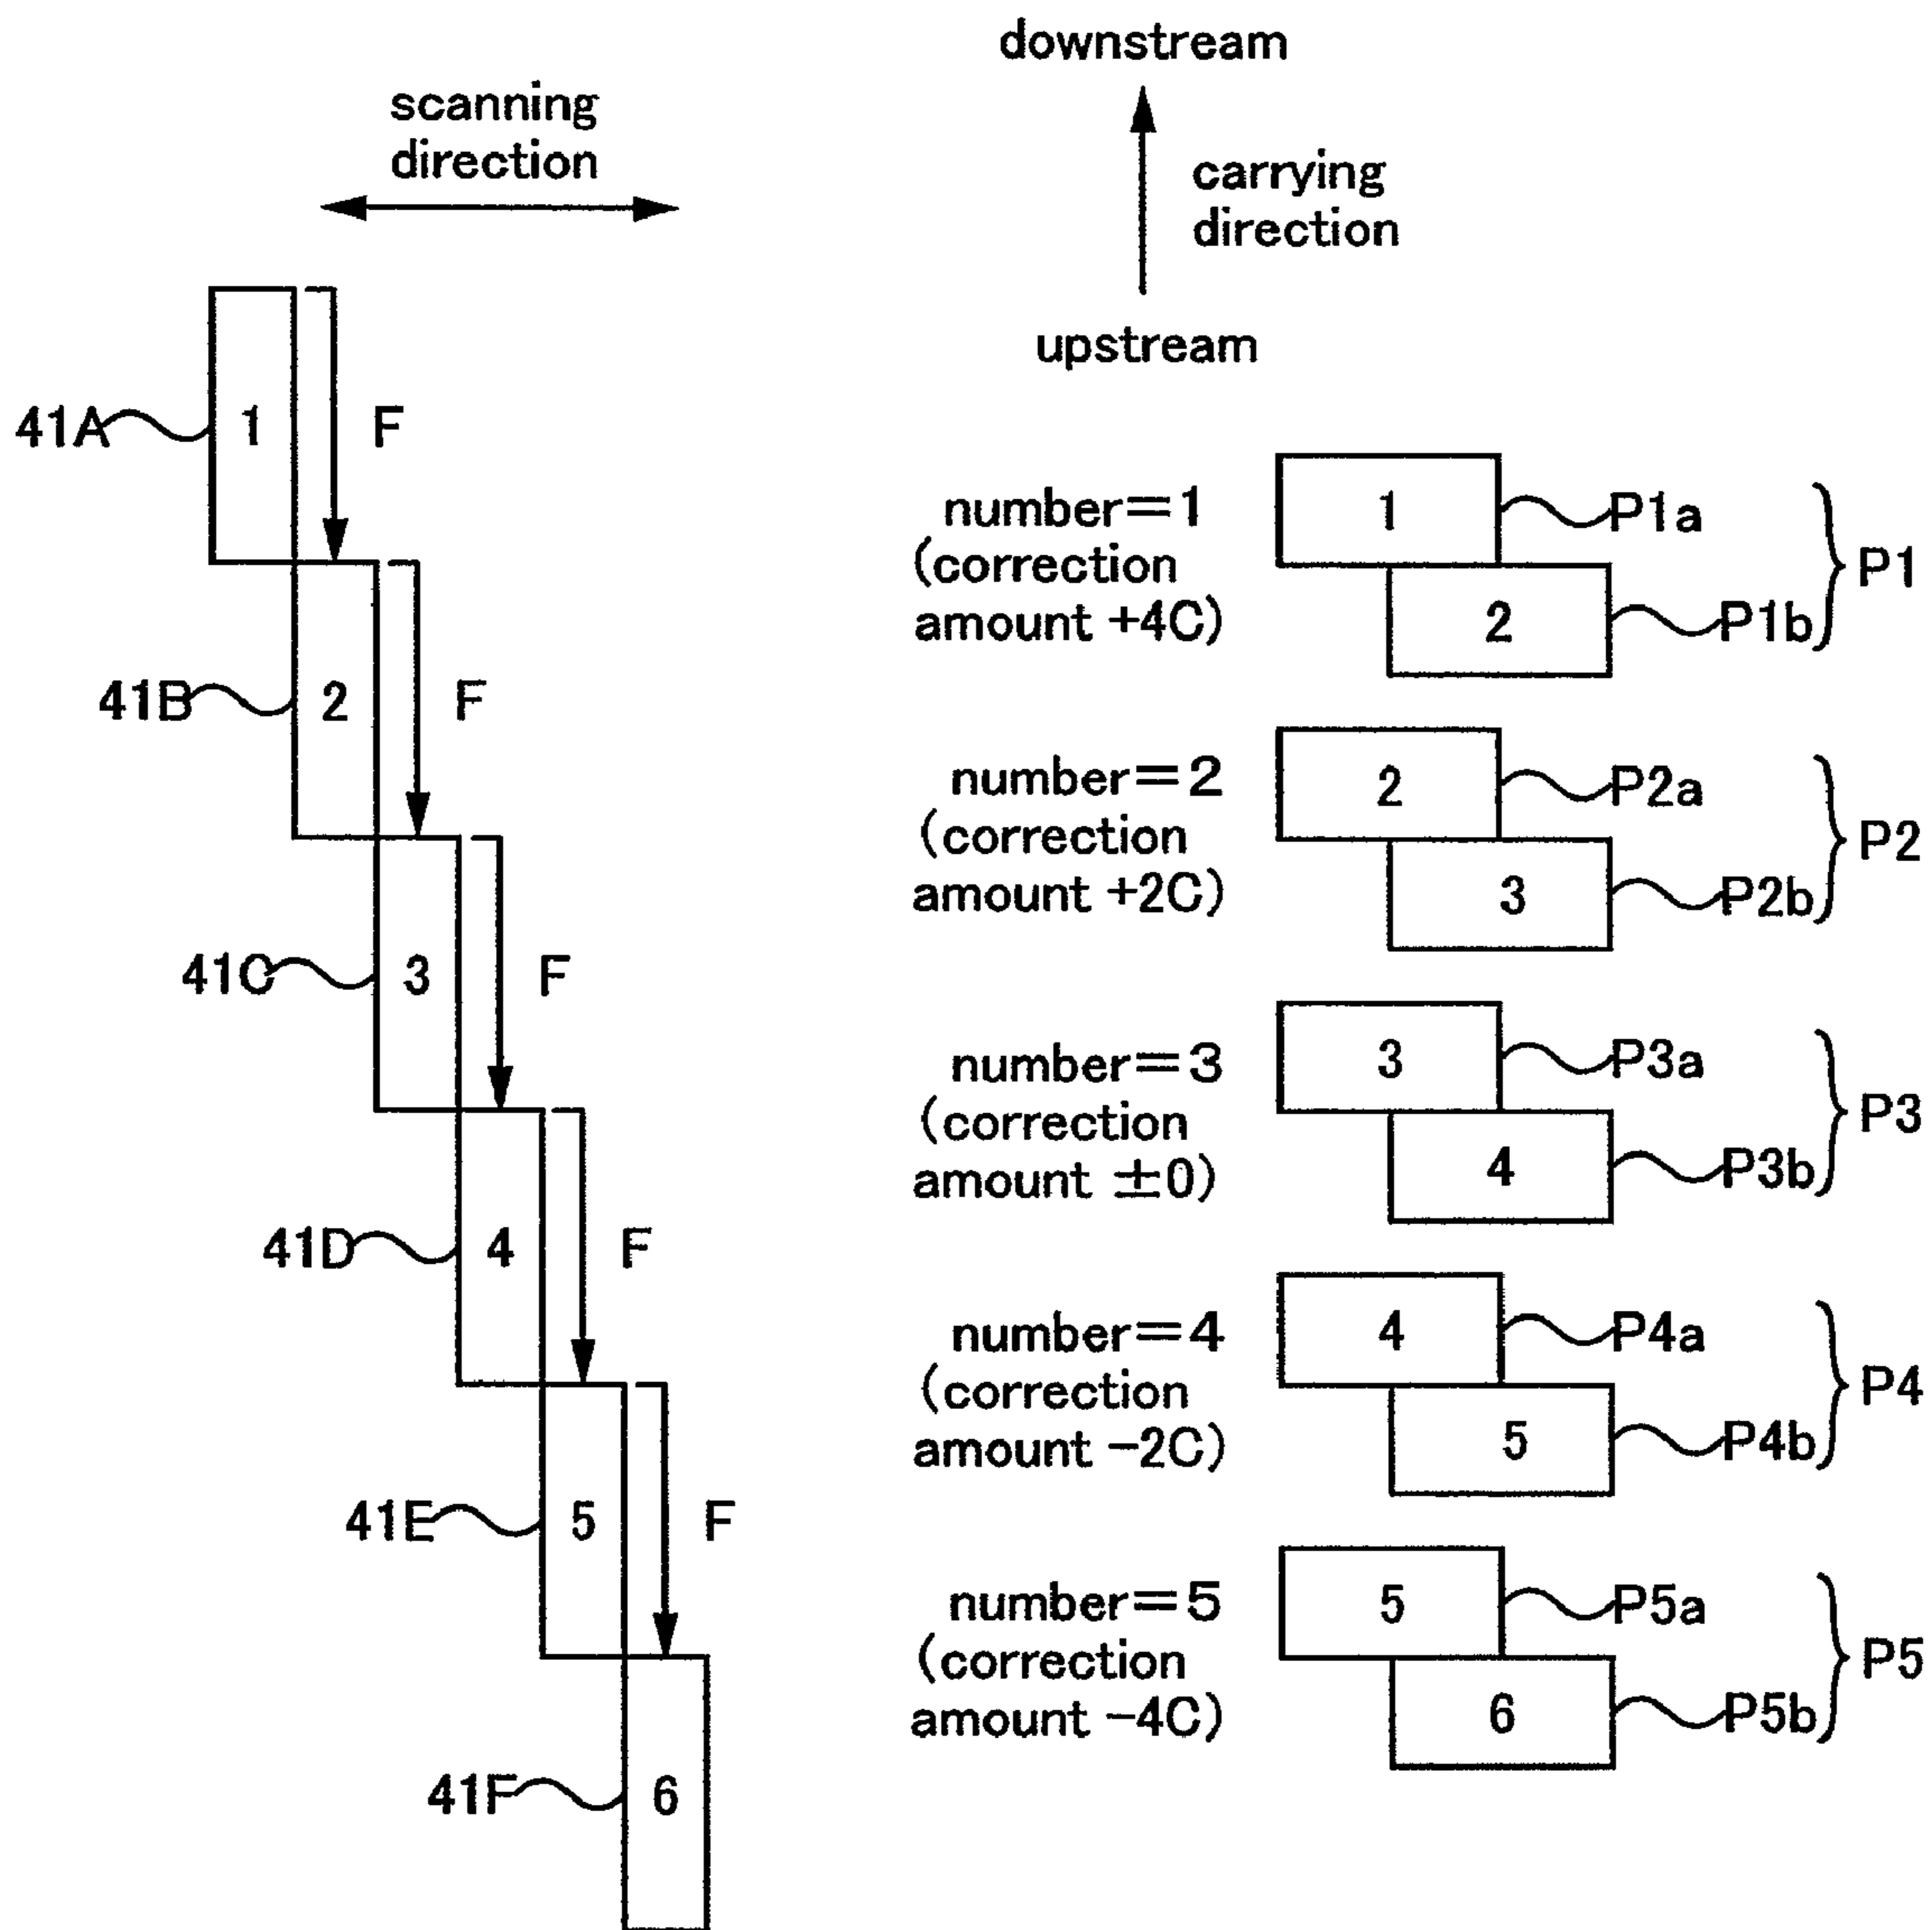 downstream
scanning
direction
carrying
direction
upstream
41A
1
F
41B
2
F
41C
3
F
41D
4
F
41E
5
F
41F
6
number=1
(correction
amount +4C)
1
P1a
2
P1b
P1
number=2
(correction
amount +2C)
2
P2a
3
P2b
P2
number=3
(correction
amount ±0)
3
P3a
4
P3b
P3
number=4
(correction
amount -2C)
4
P4a
5
P4b
P4
number=5
(correction
amount -4C)
5
P5a
6
P5b
P5